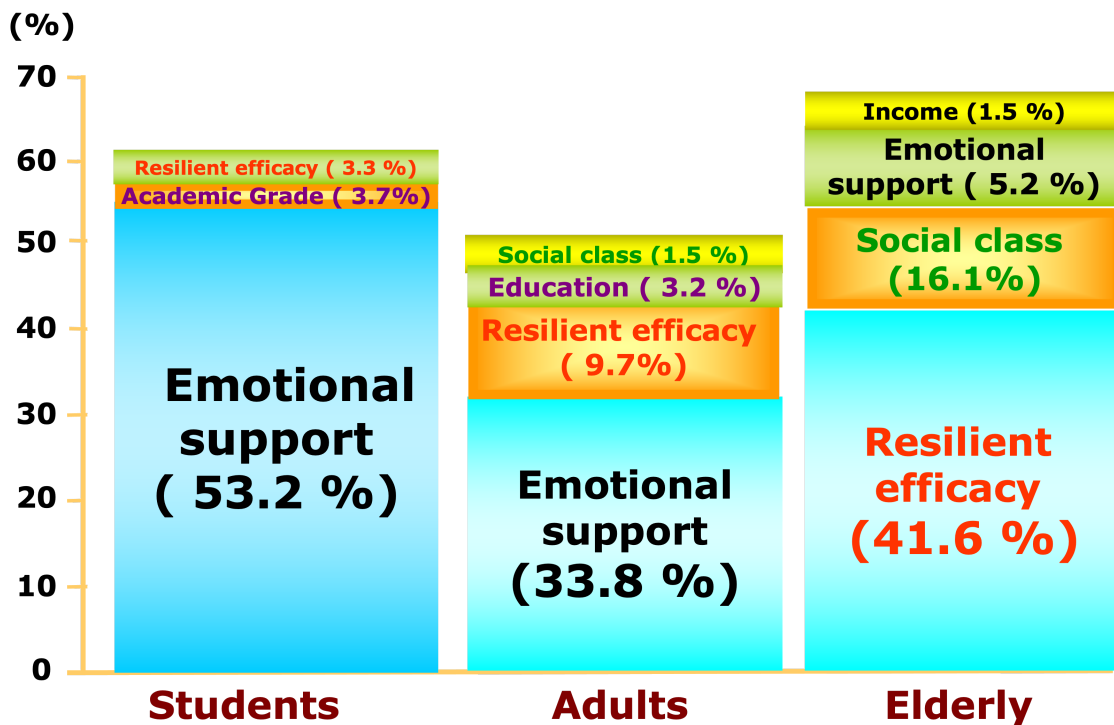 (%)
70
60
50
40
30
20
10
0
Resilient efficacy ( 3.3 %)
Academic Grade ( 3.7%)
Emotional
support
( 53.2 %)
Students
Social class (1.5 %)
Education ( 3.2 %)
Resilient efficacy
( 9.7%)
Emotional
support
(33.8 %)
Adults
Income (1.5 %)
Emotional
support ( 5.2 %)
Social class
(16.1%)
Resilient
efficacy
(41.6 %)
Elderly